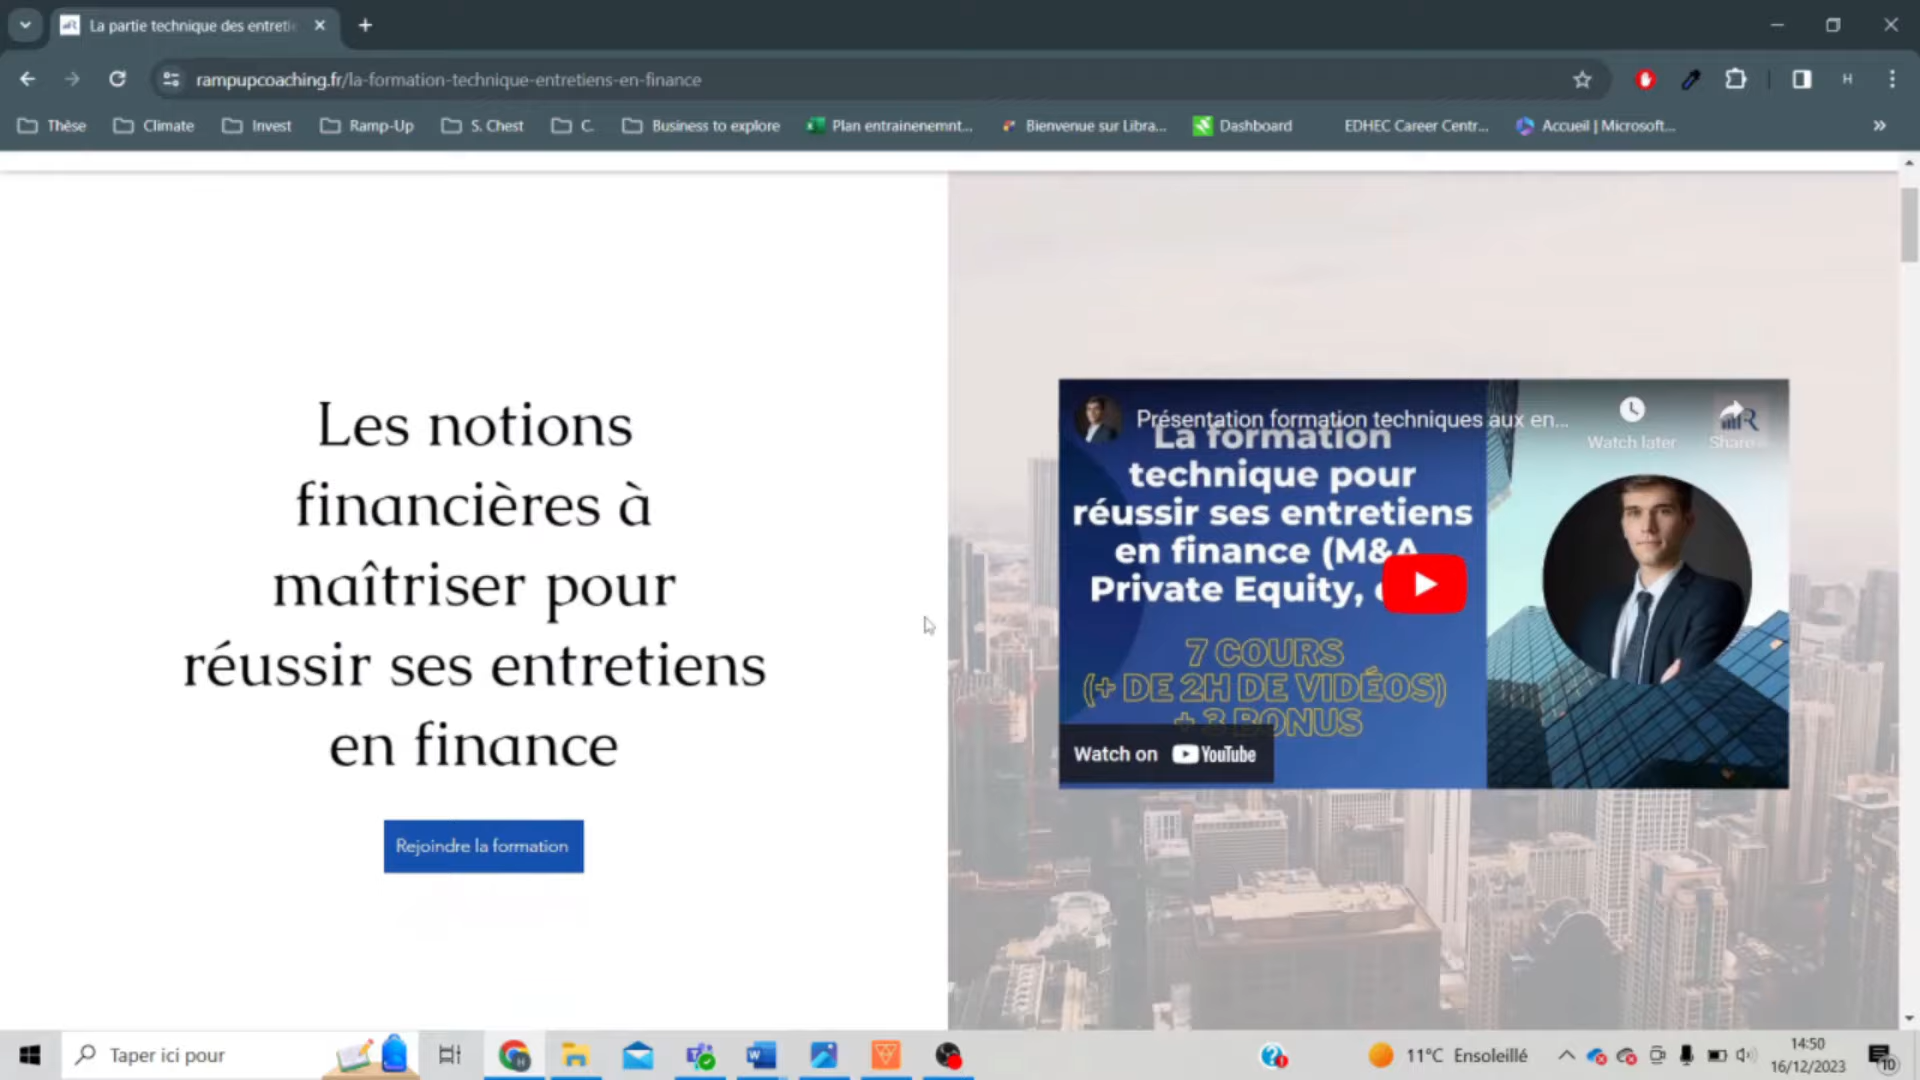 La partie technique des entreti
rampupcoaching.fr/la-formation-technique-entretiens-en-finance
H
Thèse
Climate
Invest
Ramp-Up
S. Chest
C.
Business to explore
Plan entrainenemnt...
Bienvenue sur Libra...
Dashboard
EDHEC Career Centr...
Accueil | Microsoft...
Les notions
financières à
maîtriser pour
réussir ses entretiens
en finance
Rejoindre la formation
Présentation formation techniques aux en...
Watch later
Share
La formation
technique pour
réussir ses entretiens
en finance (M&A
Private Equity,
7 COURS
(+ DE 2H DE VIDÉOS)
+ 3 BONUS
Watch on YouTube
Taper ici pour
11°C Ensoleillé
14:50
16/12/2023
10